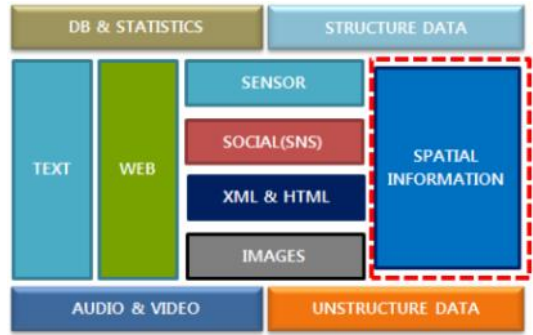 DB & STATISTICS
STRUCTURE DATA
TEXT
WEB
SENSOR
SOCIAL(SNS)
XML & HTML
IMAGES
SPATIAL
INFORMATION
AUDIO & VIDEO
UNSTRUCTURE DATA